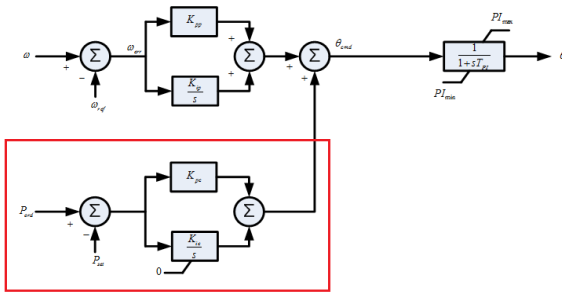 PI_max
K_pp
ω
Σ
ω_err
Σ
Σ
θ_cmd
1
1+sT_PI
+
−
+
+
+
+
K_ip
s
ω_ref
PI_min
K_pc
P_ord
Σ
Σ
+
−
P_set
K_ic
s
0